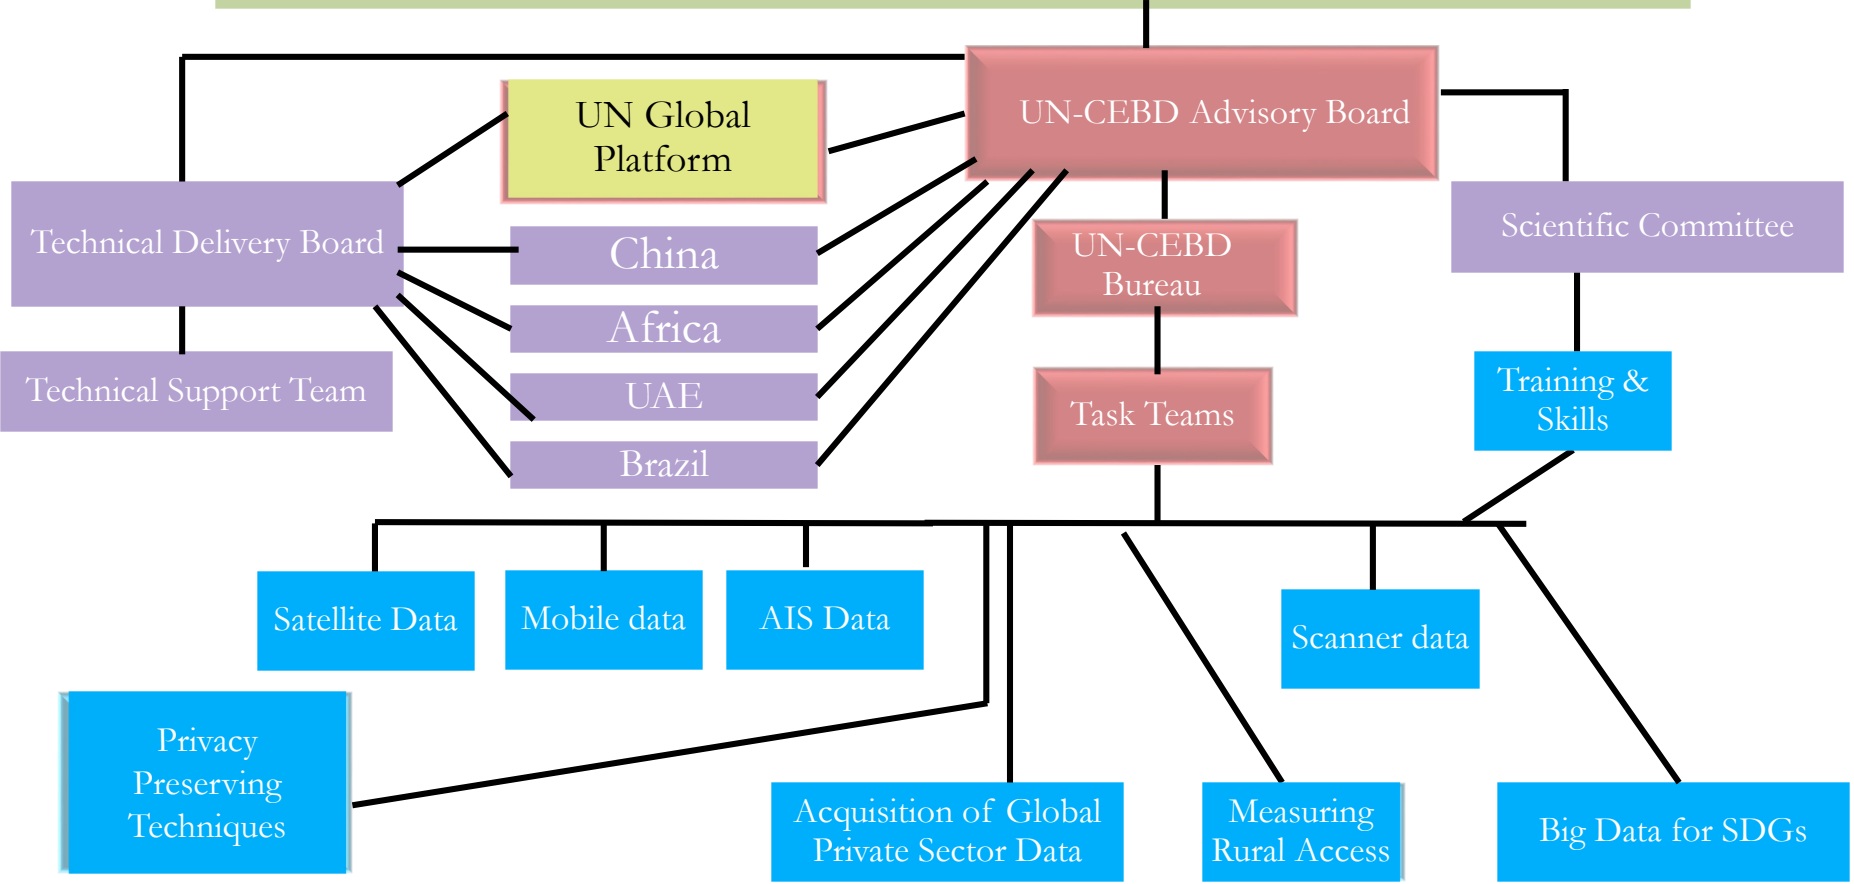 UN Global
Platform
UN-CEBD Advisory Board
Technical Delivery Board
China
UN-CEBD
Bureau
Scientific Committee
Africa
Technical Support Team
UAE
Task Teams
Training &
Skills
Brazil
Satellite Data
Mobile data
AIS Data
Scanner data
Privacy
Preserving
Techniques
Acquisition of Global
Private Sector Data
Measuring
Rural Access
Big Data for SDGs